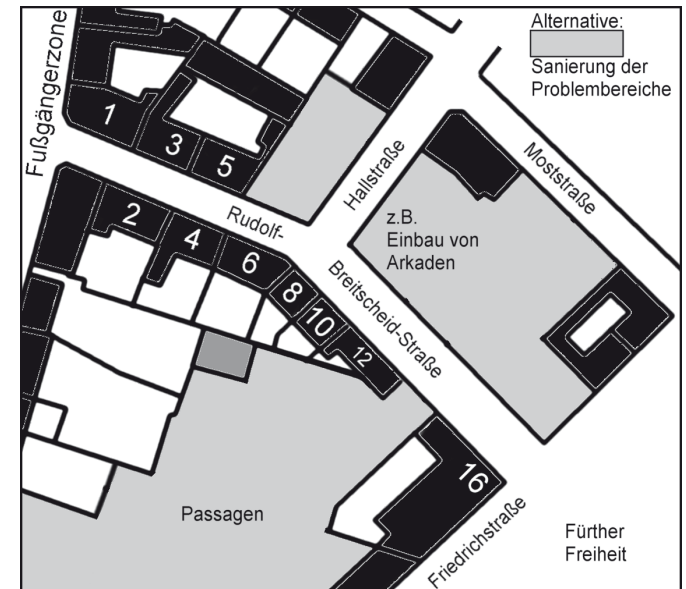 Alternative:
Sanierung der
Problembereiche
Fußgängerzone
1
3
5
Hallstraße
Moststraße
Rudolf-
Breitscheid-Straße
z.B.
Einbau von
Arkaden
2
4
6
8
10
12
16
Passagen
Friedrichstraße
Fürther
Freiheit